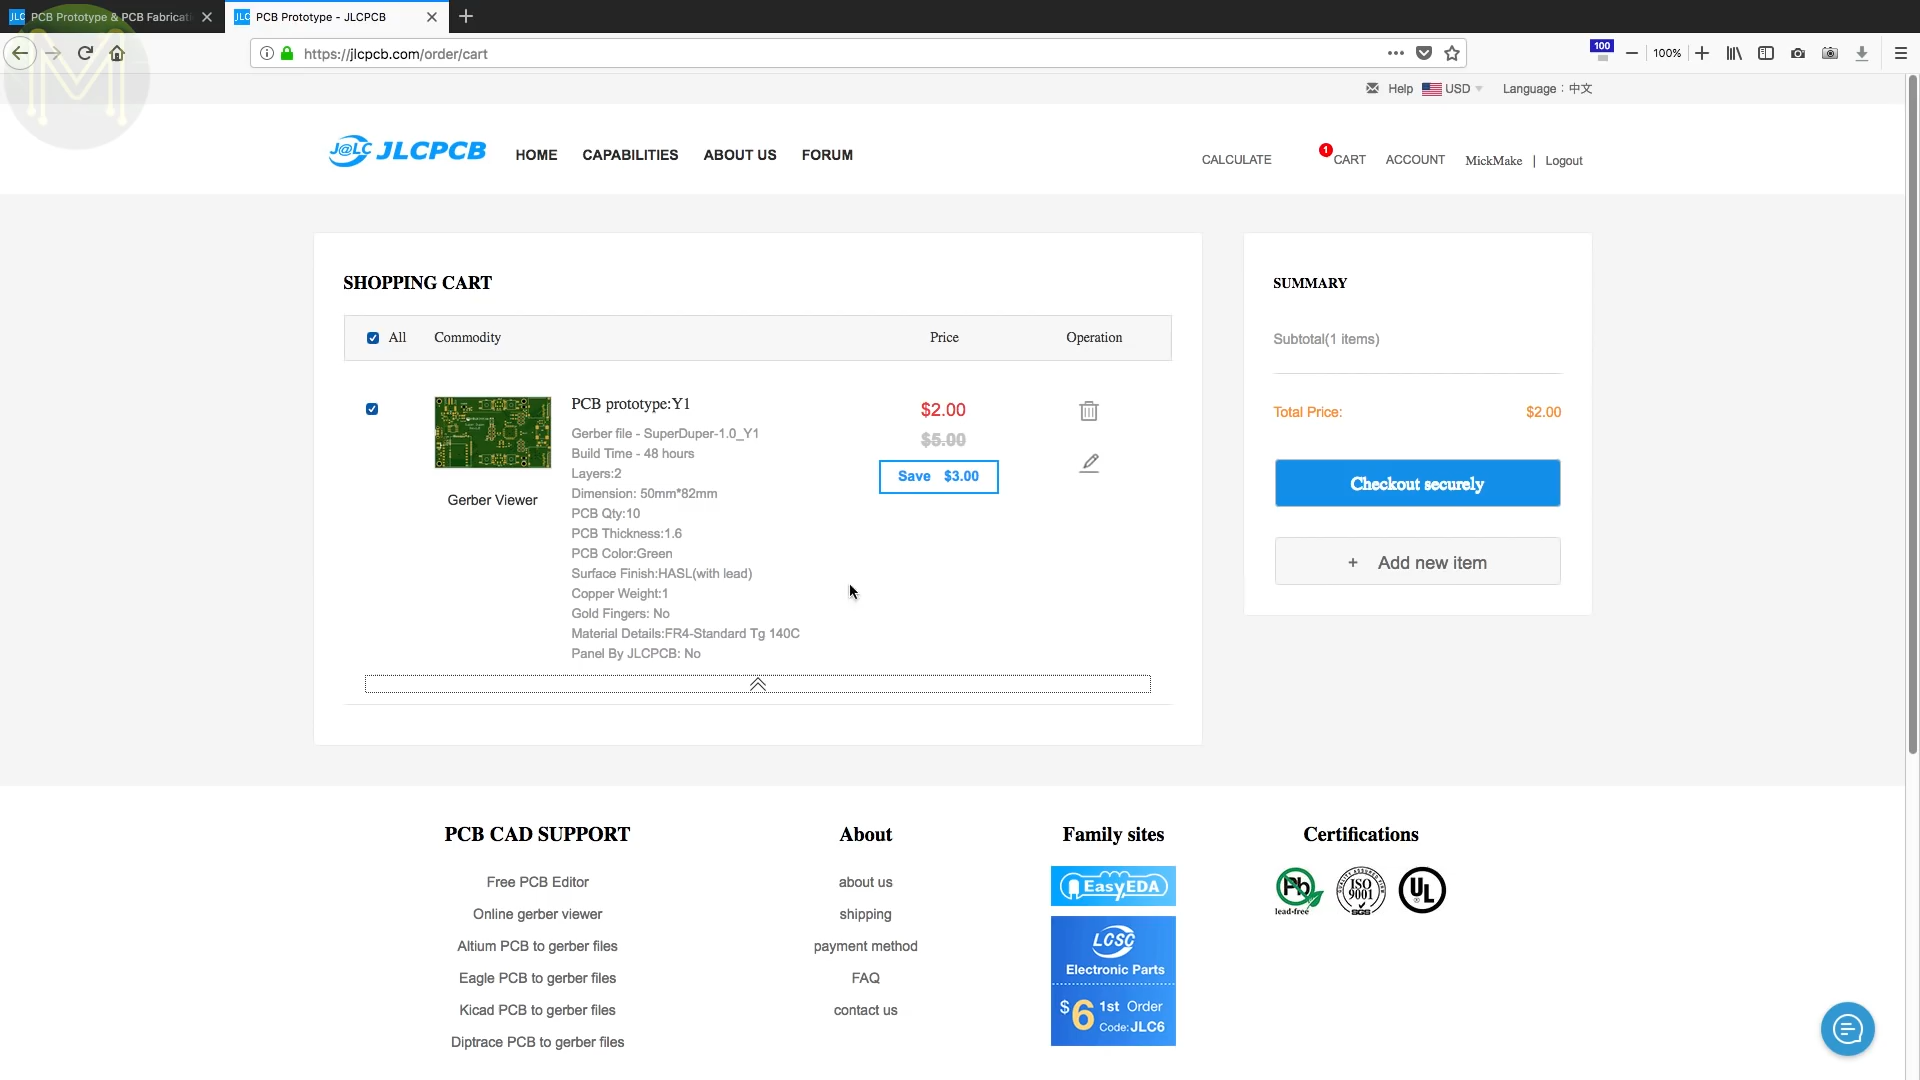 JLC PCB Prototype & PCB Fabricati
JLC PCB Prototype - JLCPCB
https://jlcpcb.com/order/cart
100
100%
Help USD Language : 中文
J@LC JLCPCB
HOME CAPABILITIES ABOUT US FORUM
CALCULATE 1 CART ACCOUNT MickMake | Logout
SHOPPING CART
All Commodity Price Operation
PCB prototype:Y1
Gerber file - SuperDuper-1.0_Y1
Build Time - 48 hours
Layers:2
Dimension: 50mm*82mm
PCB Qty:10
PCB Thickness:1.6
PCB Color:Green
Surface Finish:HASL(with lead)
Copper Weight:1
Gold Fingers: No
Material Details:FR4-Standard Tg 140C
Panel By JLCPCB: No
Gerber Viewer
$2.00
$5.00
Save $3.00
SUMMARY
Subtotal(1 items)
Total Price: $2.00
Checkout securely
+ Add new item
PCB CAD SUPPORT
Free PCB Editor
Online gerber viewer
Altium PCB to gerber files
Eagle PCB to gerber files
Kicad PCB to gerber files
Diptrace PCB to gerber files
About
about us
shipping
payment method
FAQ
contact us
Family sites
EasyEDA
LCSC
Electronic Parts
$6 1st Order
Code:JLC6
Certifications
Pb
lead-free
ISO
9001
SGS
UL